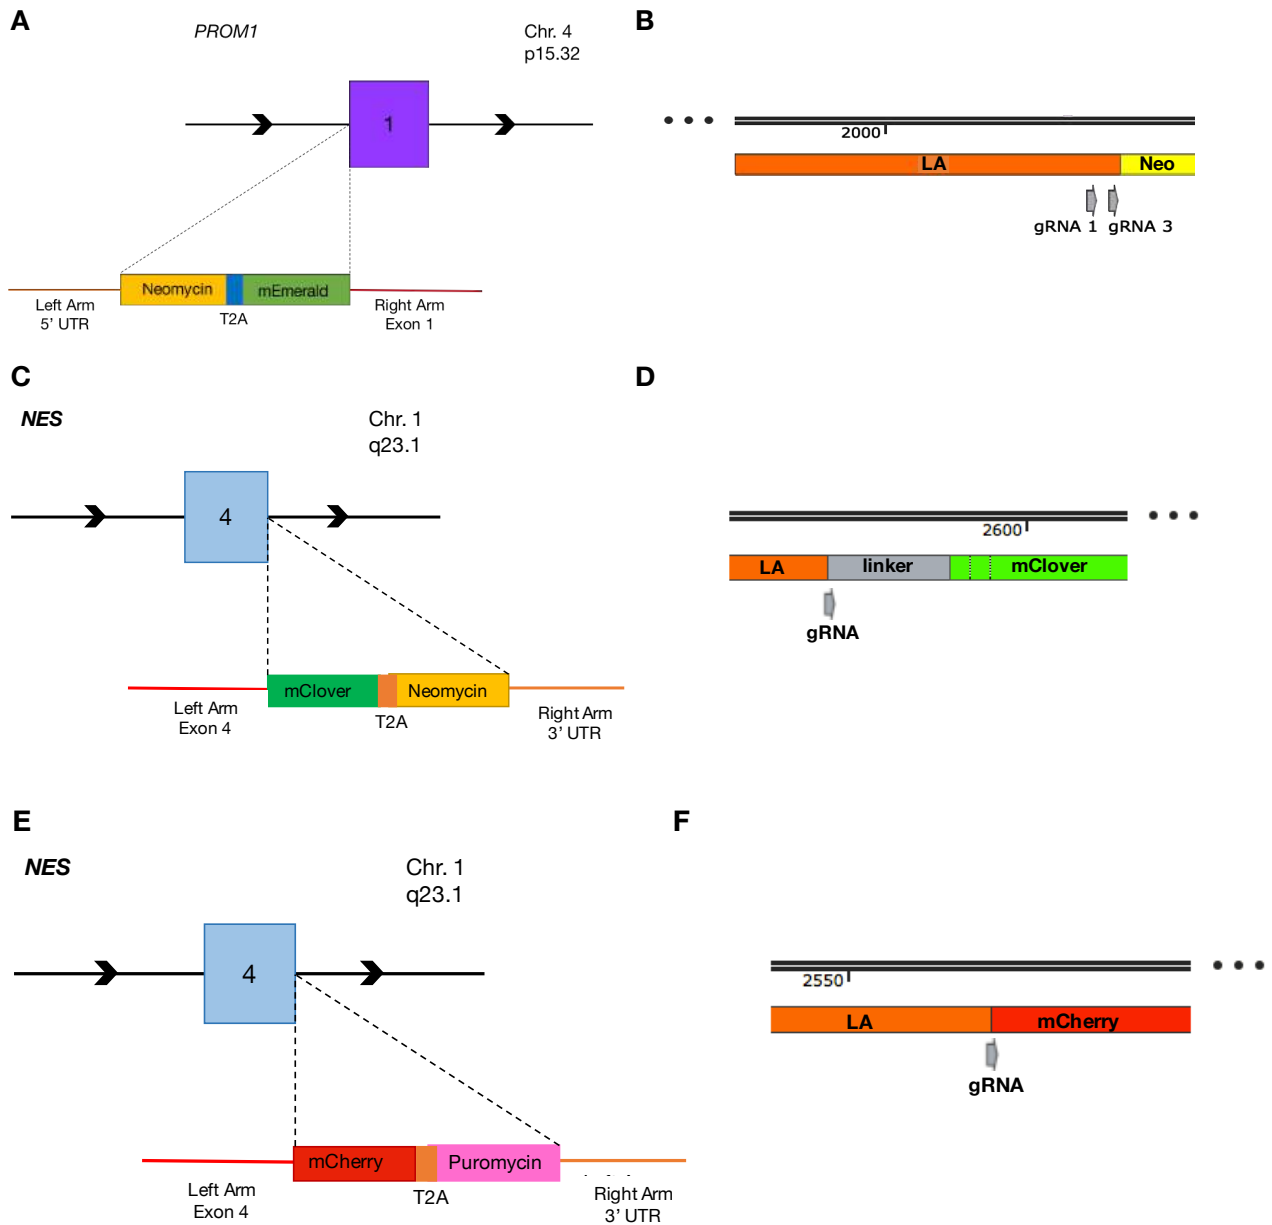 A
PROM1
Chr. 4
p15.32
1
Neomycin
mEmerald
T2A
Left Arm
5’ UTR
Right Arm
Exon 1
B
2000
LA
Neo
gRNA 1
gRNA 3
C
NES
Chr. 1
q23.1
4
mClover
Neomycin
T2A
Left Arm
Exon 4
Right Arm
3’ UTR
D
2600
LA
linker
mClover
gRNA
E
NES
Chr. 1
q23.1
4
mCherry
Puromycin
T2A
Left Arm
Exon 4
Right Arm
3’ UTR
F
2550
LA
mCherry
gRNA